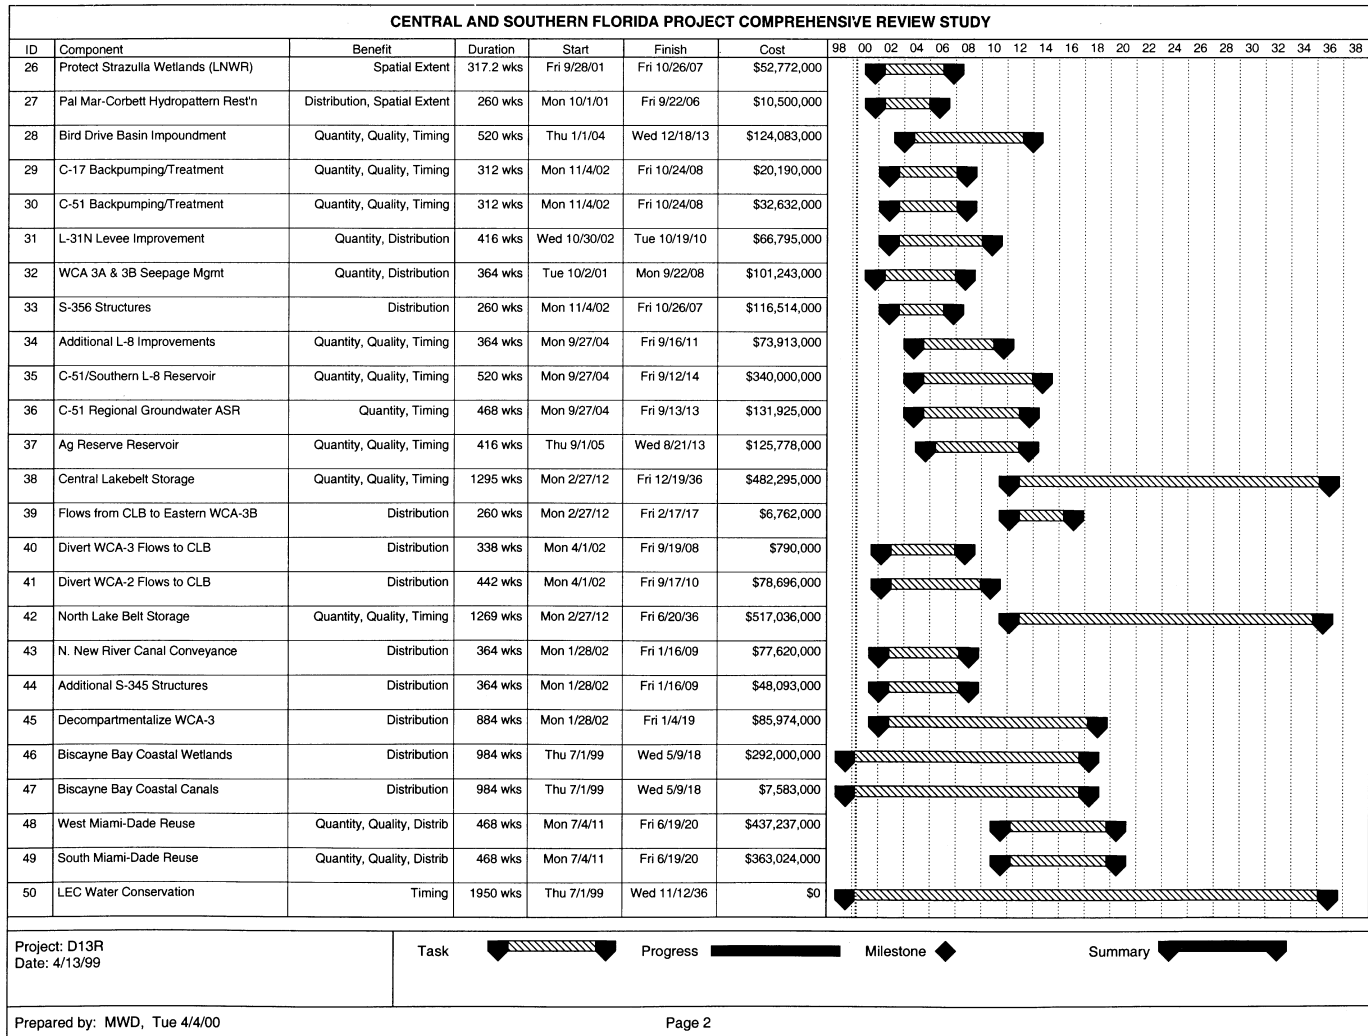 CENTRAL AND SOUTHERN FLORIDA PROJECT COMPREHENSIVE REVIEW STUDY
ID Component Benefit Duration Start Finish Cost 98 00 02 04 06 08 10 12 14 16 18 20 22 24 26 28 30 32 34 36 38
26 Protect Strazulla Wetlands (LNWR) Spatial Extent 317.2 wks Fri 9/28/01 Fri 10/26/07 $52,772,000
27 Pal Mar-Corbett Hydropattern Rest'n Distribution, Spatial Extent 260 wks Mon 10/1/01 Fri 9/22/06 $10,500,000
28 Bird Drive Basin Impoundment Quantity, Quality, Timing 520 wks Thu 1/1/04 Wed 12/18/13 $124,083,000
29 C-17 Backpumping/Treatment Quantity, Quality, Timing 312 wks Mon 11/4/02 Fri 10/24/08 $20,190,000
30 C-51 Backpumping/Treatment Quantity, Quality, Timing 312 wks Mon 11/4/02 Fri 10/24/08 $32,632,000
31 L-31N Levee Improvement Quantity, Distribution 416 wks Wed 10/30/02 Tue 10/19/10 $66,795,000
32 WCA 3A & 3B Seepage Mgmt Quantity, Distribution 364 wks Tue 10/2/01 Mon 9/22/08 $101,243,000
33 S-356 Structures Distribution 260 wks Mon 11/4/02 Fri 10/26/07 $116,514,000
34 Additional L-8 Improvements Quantity, Quality, Timing 364 wks Mon 9/27/04 Fri 9/16/11 $73,913,000
35 C-51/Southern L-8 Reservoir Quantity, Quality, Timing 520 wks Mon 9/27/04 Fri 9/12/14 $340,000,000
36 C-51 Regional Groundwater ASR Quantity, Timing 468 wks Mon 9/27/04 Fri 9/13/13 $131,925,000
37 Ag Reserve Reservoir Quantity, Quality, Timing 416 wks Thu 9/1/05 Wed 8/21/13 $125,778,000
38 Central Lakebelt Storage Quantity, Quality, Timing 1295 wks Mon 2/27/12 Fri 12/19/36 $482,295,000
39 Flows from CLB to Eastern WCA-3B Distribution 260 wks Mon 2/27/12 Fri 2/17/17 $6,762,000
40 Divert WCA-3 Flows to CLB Distribution 338 wks Mon 4/1/02 Fri 9/19/08 $790,000
41 Divert WCA-2 Flows to CLB Distribution 442 wks Mon 4/1/02 Fri 9/17/10 $78,696,000
42 North Lake Belt Storage Quantity, Quality, Timing 1269 wks Mon 2/27/12 Fri 6/20/36 $517,036,000
43 N. New River Canal Conveyance Distribution 364 wks Mon 1/28/02 Fri 1/16/09 $77,620,000
44 Additional S-345 Structures Distribution 364 wks Mon 1/28/02 Fri 1/16/09 $48,093,000
45 Decompartmentalize WCA-3 Distribution 884 wks Mon 1/28/02 Fri 1/4/19 $85,974,000
46 Biscayne Bay Coastal Wetlands Distribution 984 wks Thu 7/1/99 Wed 5/9/18 $292,000,000
47 Biscayne Bay Coastal Canals Distribution 984 wks Thu 7/1/99 Wed 5/9/18 $7,583,000
48 West Miami-Dade Reuse Quantity, Quality, Distrib 468 wks Mon 7/4/11 Fri 6/19/20 $437,237,000
49 South Miami-Dade Reuse Quantity, Quality, Distrib 468 wks Mon 7/4/11 Fri 6/19/20 $363,024,000
50 LEC Water Conservation Timing 1950 wks Thu 7/1/99 Wed 11/12/36 $0
Project: D13R
Date: 4/13/99
Task Progress Milestone Summary
Prepared by: MWD, Tue 4/4/00 Page 2